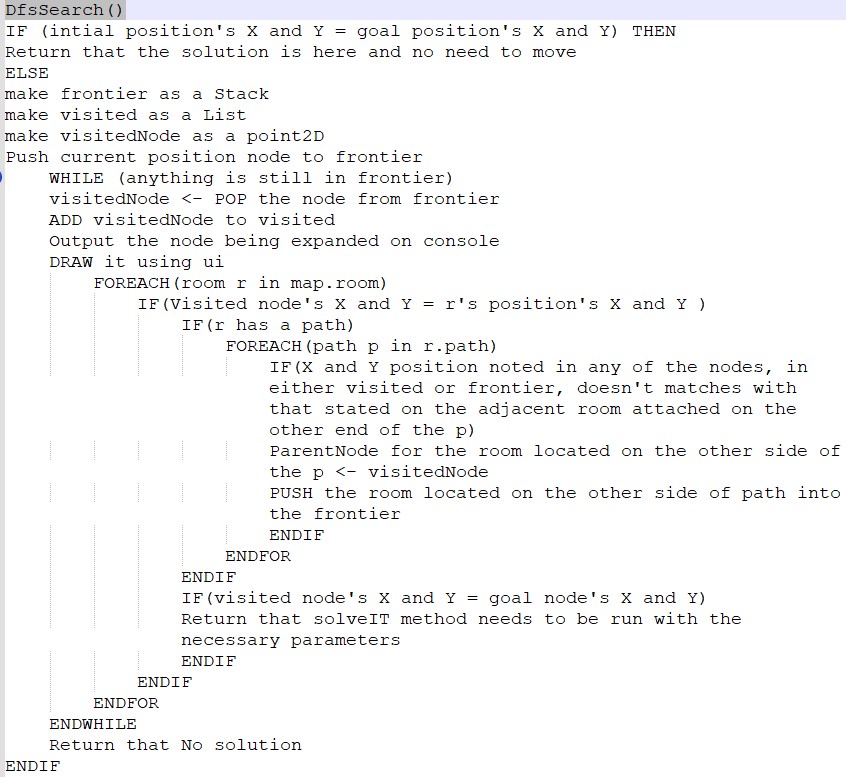 DfsSearch()
IF (intial position's X and Y = goal position's X and Y) THEN
Return that the solution is here and no need to move
ELSE
make frontier as a Stack
make visited as a List
make visitedNode as a point2D
Push current position node to frontier
WHILE (anything is still in frontier)
visitedNode <- POP the node from frontier
ADD visitedNode to visited
Output the node being expanded on console
DRAW it using ui
FOREACH(room r in map.room)
IF(Visited node's X and Y = r's position's X and Y )
IF(r has a path)
FOREACH(path p in r.path)
IF(X and Y position noted in any of the nodes, in
either visited or frontier, doesn't matches with
that stated on the adjacent room attached on the
other end of the p)
ParentNode for the room located on the other side of
the p <- visitedNode
PUSH the room located on the other side of path into
the frontier
ENDIF
ENDFOR
ENDIF
IF(visited node's X and Y = goal node's X and Y)
Return that solveIT method needs to be run with the
necessary parameters
ENDIF
ENDIF
ENDFOR
ENDWHILE
Return that No solution
ENDIF